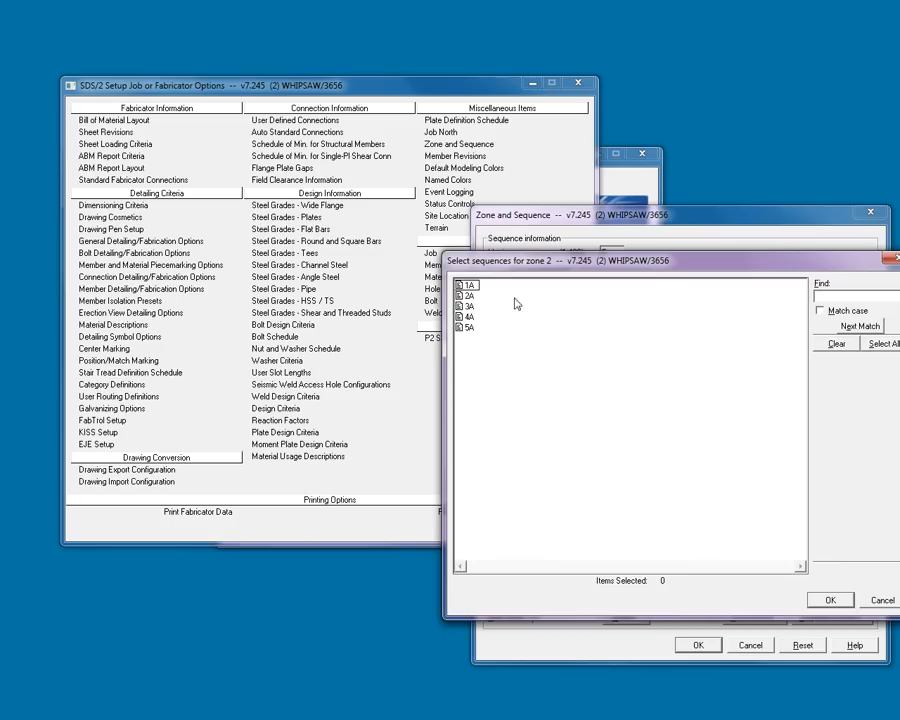 SDS/2 Setup Job or Fabricator Options -- v7.245 (2) WHIPSAW/3656
Fabricator Information
Bill of Material Layout
Sheet Revisions
Sheet Loading Criteria
ABM Report Criteria
ABM Report Layout
Standard Fabricator Connections
Detailing Criteria
Dimensioning Criteria
Drawing Cosmetics
Drawing Pen Setup
General Detailing/Fabrication Options
Bolt Detailing/Fabrication Options
Member and Material Piecemarking Options
Connection Detailing/Fabrication Options
Member Detailing/Fabrication Options
Member Isolation Presets
Erection View Detailing Options
Material Descriptions
Detailing Symbol Options
Center Marking
Position/Match Marking
Stair Tread Definition Schedule
Category Definitions
User Routing Definitions
Galvanizing Options
FabTrol Setup
KISS Setup
EJE Setup
Drawing Conversion
Drawing Export Configuration
Drawing Import Configuration
Connection Information
User Defined Connections
Auto Standard Connections
Schedule of Min. for Structural Members
Schedule of Min. for Single-Pl Shear Conn
Flange Plate Gaps
Field Clearance Information
Design Information
Steel Grades - Wide Flange
Steel Grades - Plates
Steel Grades - Flat Bars
Steel Grades - Round and Square Bars
Steel Grades - Tees
Steel Grades - Channel Steel
Steel Grades - Angle Steel
Steel Grades - Pipe
Steel Grades - HSS / TS
Steel Grades - Shear and Threaded Studs
Bolt Design Criteria
Bolt Schedule
Nut and Washer Schedule
Washer Criteria
User Slot Lengths
Seismic Weld Access Hole Configurations
Weld Design Criteria
Design Criteria
Reaction Factors
Plate Design Criteria
Moment Plate Design Criteria
Material Usage Descriptions
Miscellaneous Items
Plate Definition Schedule
Job North
Zone and Sequence
Member Revisions
Default Modeling Colors
Named Colors
Event Logging
Status Controls
Site Location
Terrain
Job
Mem
Mate
Hole
Bolt
Weld
P2 S
Printing Options
Print Fabricator Data
Zone and Sequence -- v7.245 (2) WHIPSAW/3656
Sequence information
Select sequences for zone 2 -- v7.245 (2) WHIPSAW/3656
1A
2A
3A
4A
5A
Find:
Match case
Next Match
Clear
Select All
Items Selected: 0
OK
Cancel
OK
Cancel
Reset
Help